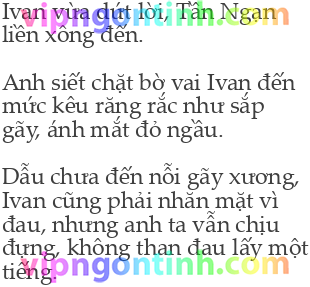 Ivan vừa dứt lời, Tần Ngạn
liền xông đến.
Anh siết chặt bờ vai Ivan đến
mức kêu răng rắc như sắp
gãy, ánh mắt đỏ ngầu.
Dẫu chưa đến nỗi gãy xương,
Ivan cũng phải nhăn mặt vì
đau, nhưng anh ta vẫn chịu
đựng, không than đau lấy một
tiếng.
vipngontinh.com
vipngontinh.com